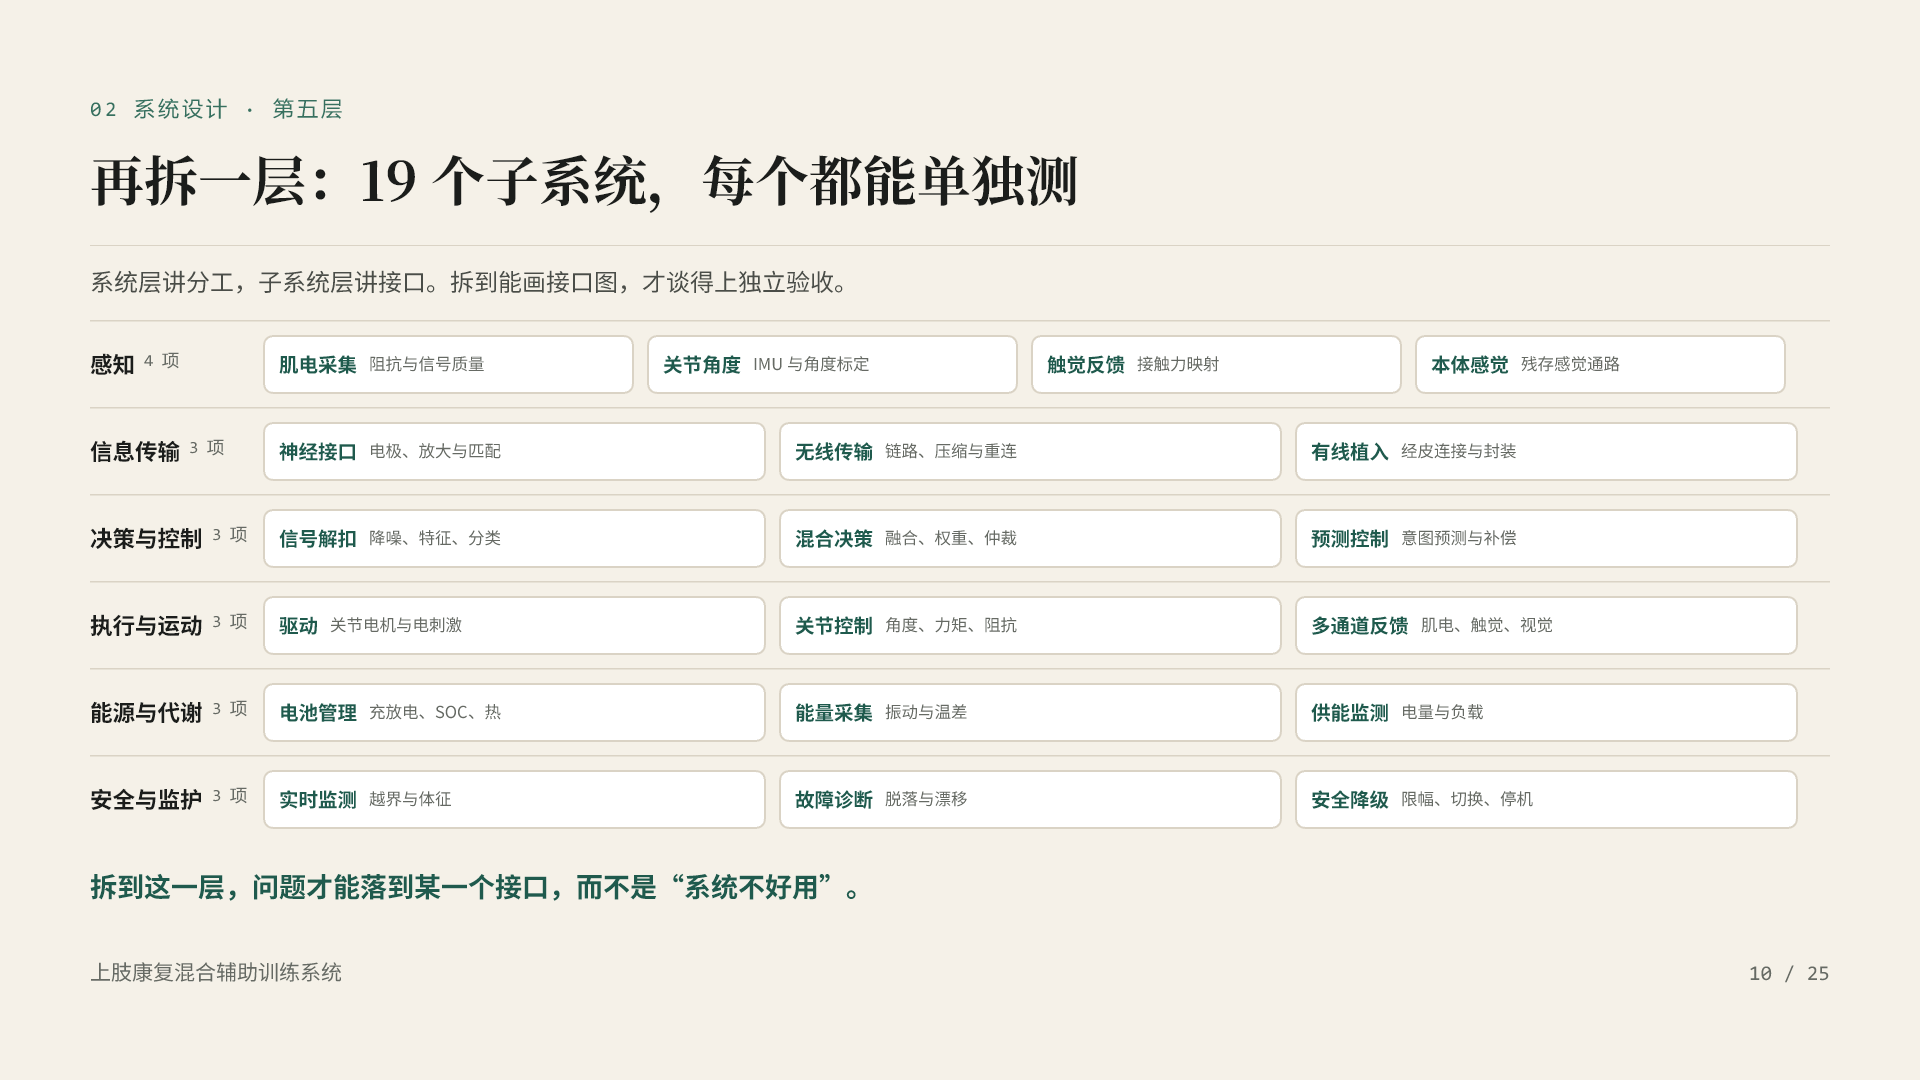 02 系统设计 · 第五层
再拆一层：19 个子系统，每个都能单独测
系统层讲分工，子系统层讲接口。拆到能画接口图，才谈得上独立验收。
感知 4 项 肌电采集 阻抗与信号质量 关节角度 IMU 与角度标定 触觉反馈 接触力映射 本体感觉 残存感觉通路
信息传输 3 项 神经接口 电极、放大与匹配 无线传输 链路、压缩与重连 有线植入 经皮连接与封装
决策与控制 3 项 信号解扣 降噪、特征、分类 混合决策 融合、权重、仲裁 预测控制 意图预测与补偿
执行与运动 3 项 驱动 关节电机与电刺激 关节控制 角度、力矩、阻抗 多通道反馈 肌电、触觉、视觉
能源与代谢 3 项 电池管理 充放电、SOC、热 能量采集 振动与温差 供能监测 电量与负载
安全与监护 3 项 实时监测 越界与体征 故障诊断 脱落与漂移 安全降级 限幅、切换、停机
拆到这一层，问题才能落到某一个接口，而不是“系统不好用”。
上肢康复混合辅助训练系统
10 / 25